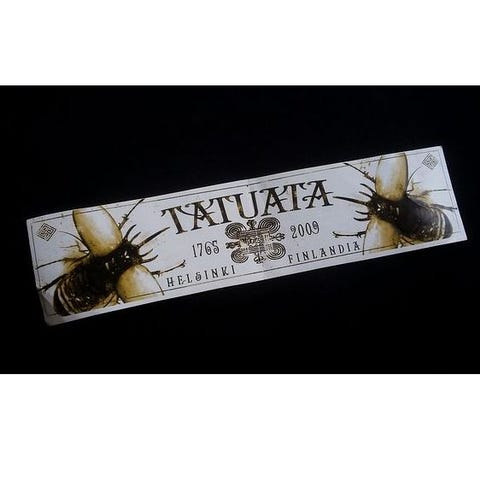 TATUATA
1765 2009
HELSINKI FINLANDIA